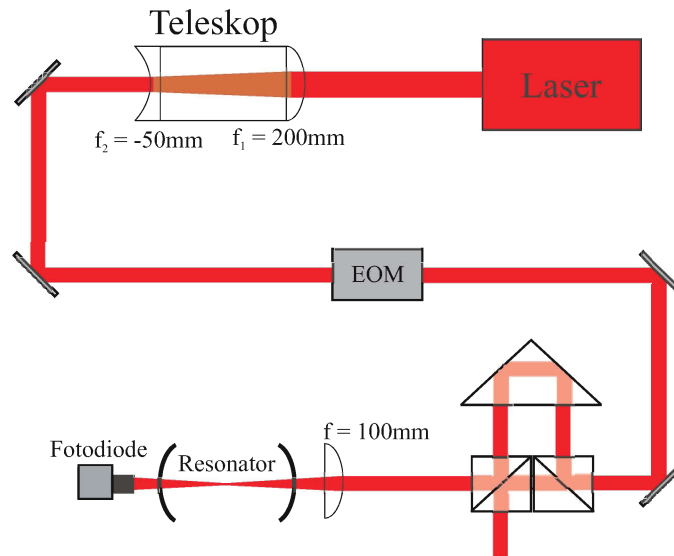 Teleskop
Laser
f₂ = -50mm
f₁ = 200mm
EOM
f = 100mm
Fotodiode
Resonator